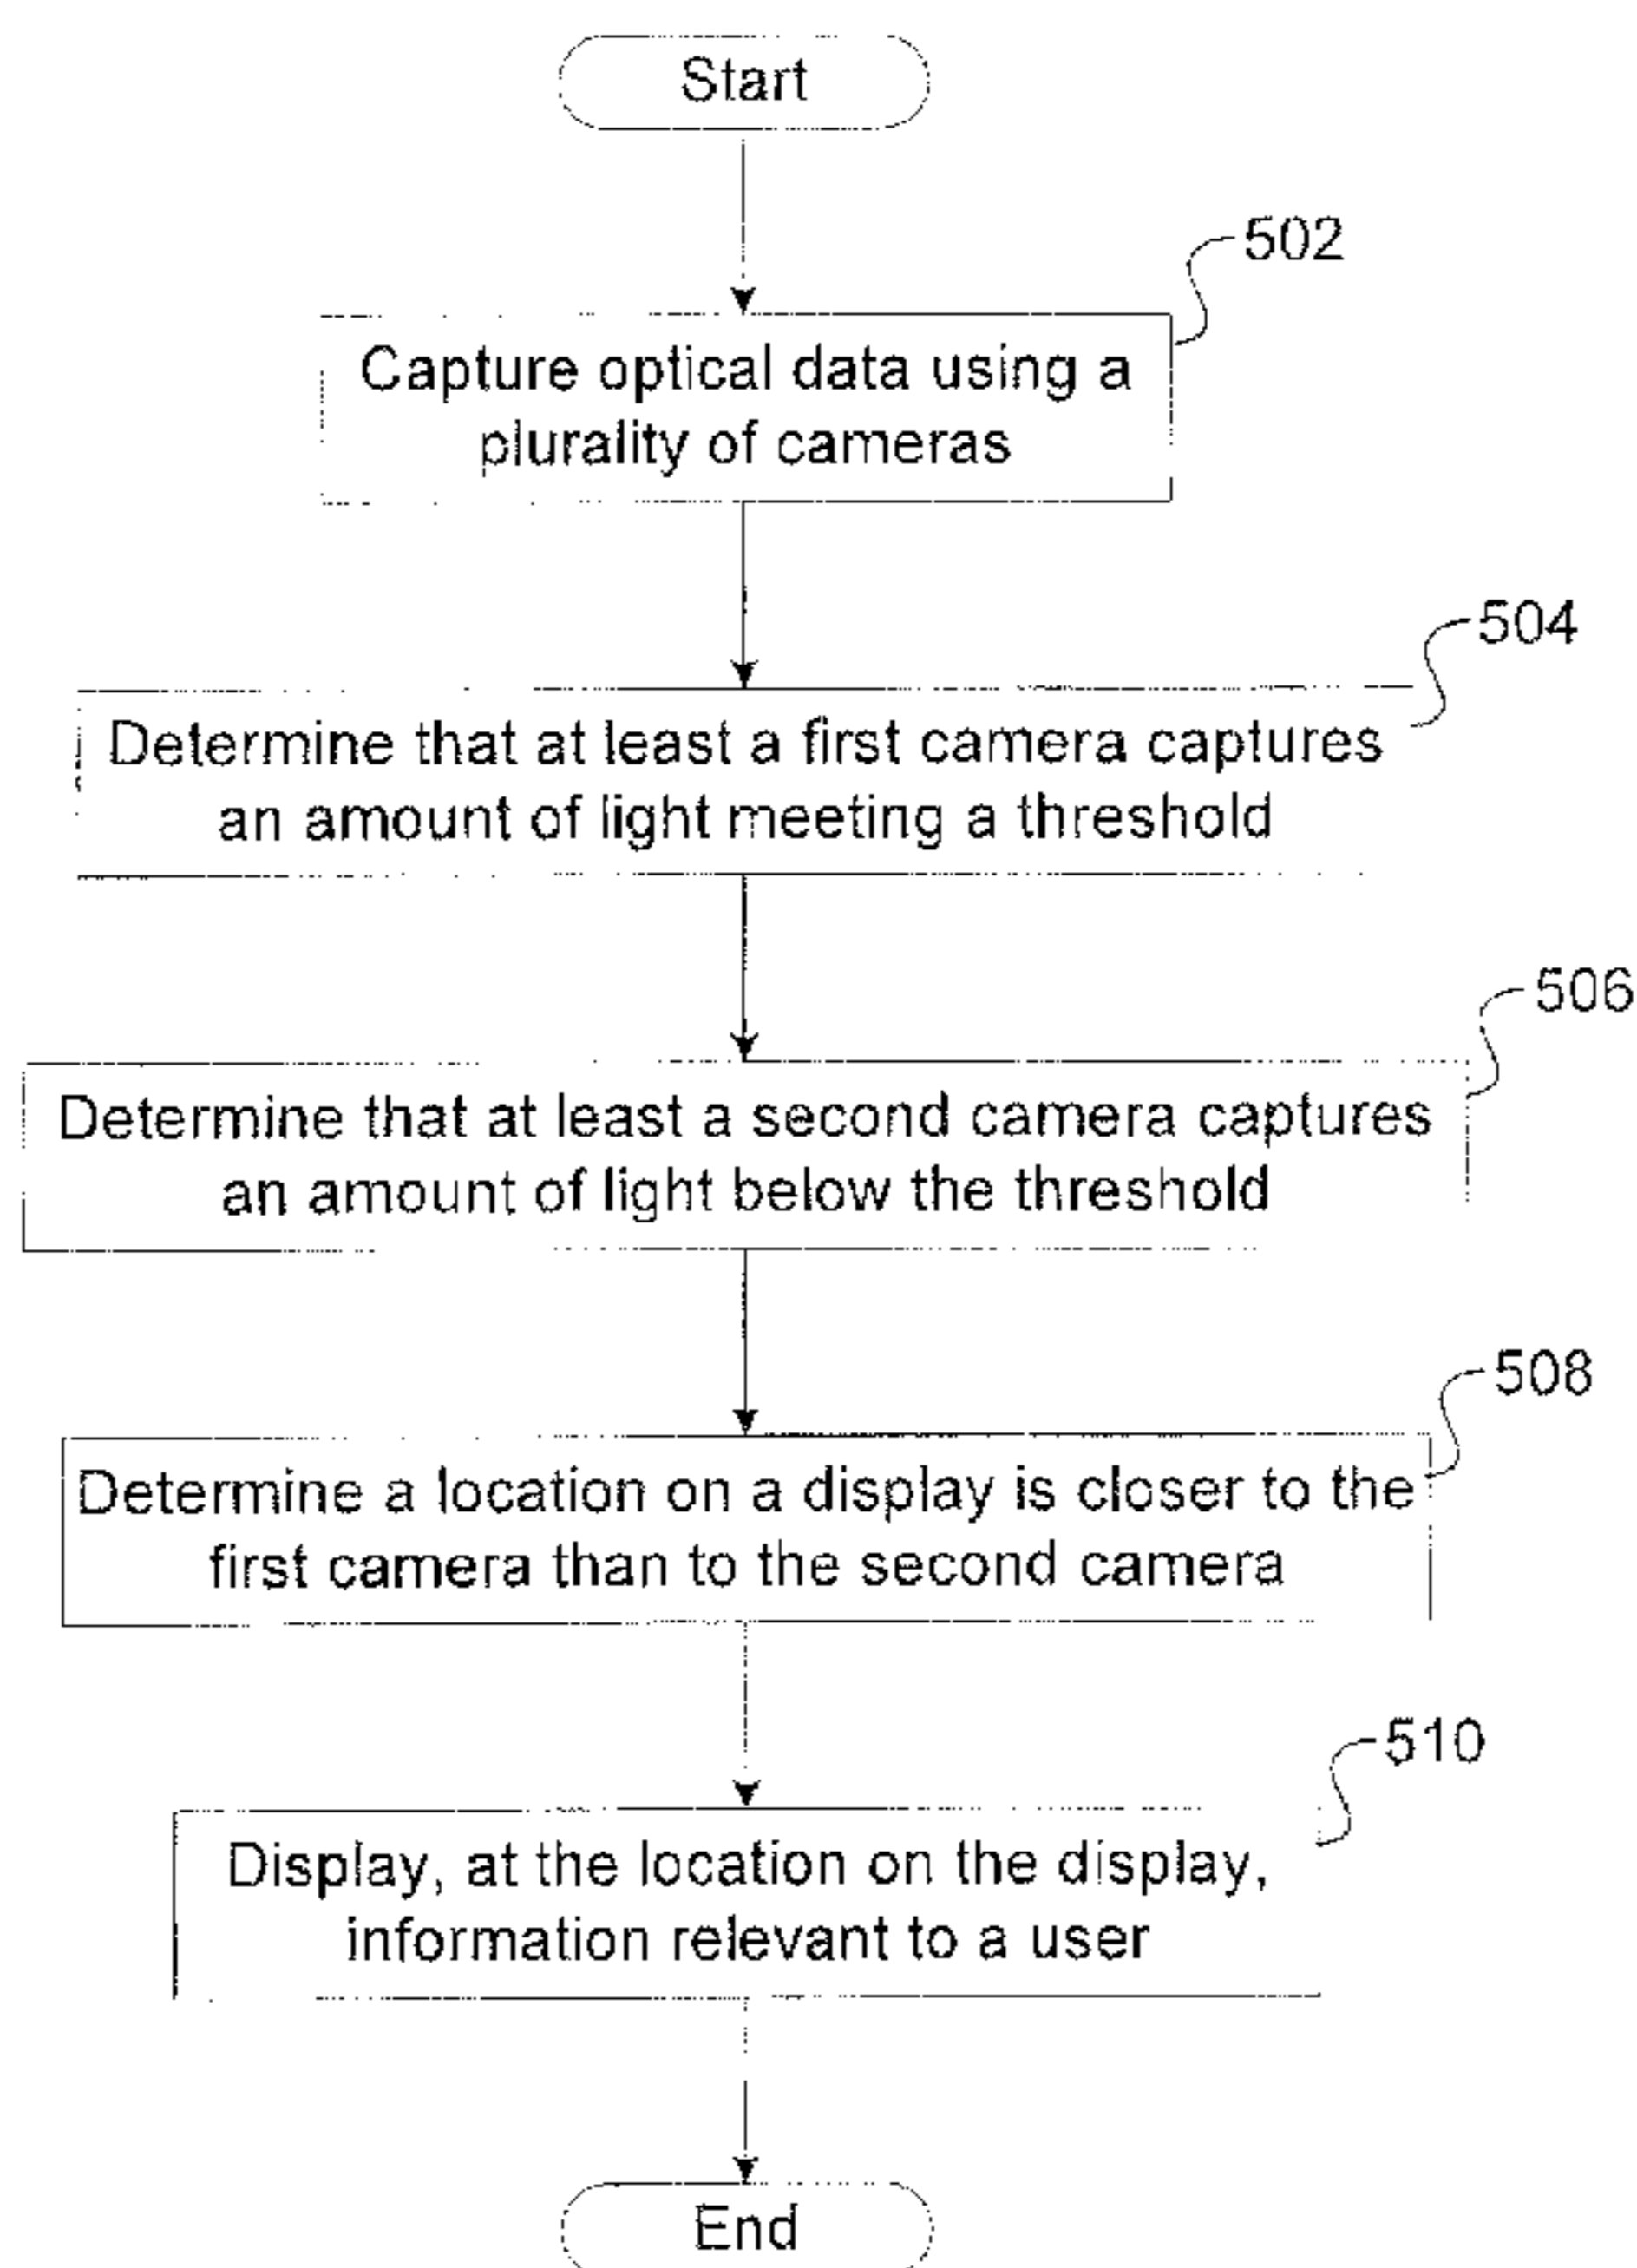 Start
502
Capture optical data using a
plurality of cameras
504
Determine that at least a first camera captures
an amount of light meeting a threshold
506
Determine that at least a second camera captures
an amount of light below the threshold
508
Determine a location on a display is closer to the
first camera than to the second camera
510
Display, at the location on the display,
information relevant to a user
End